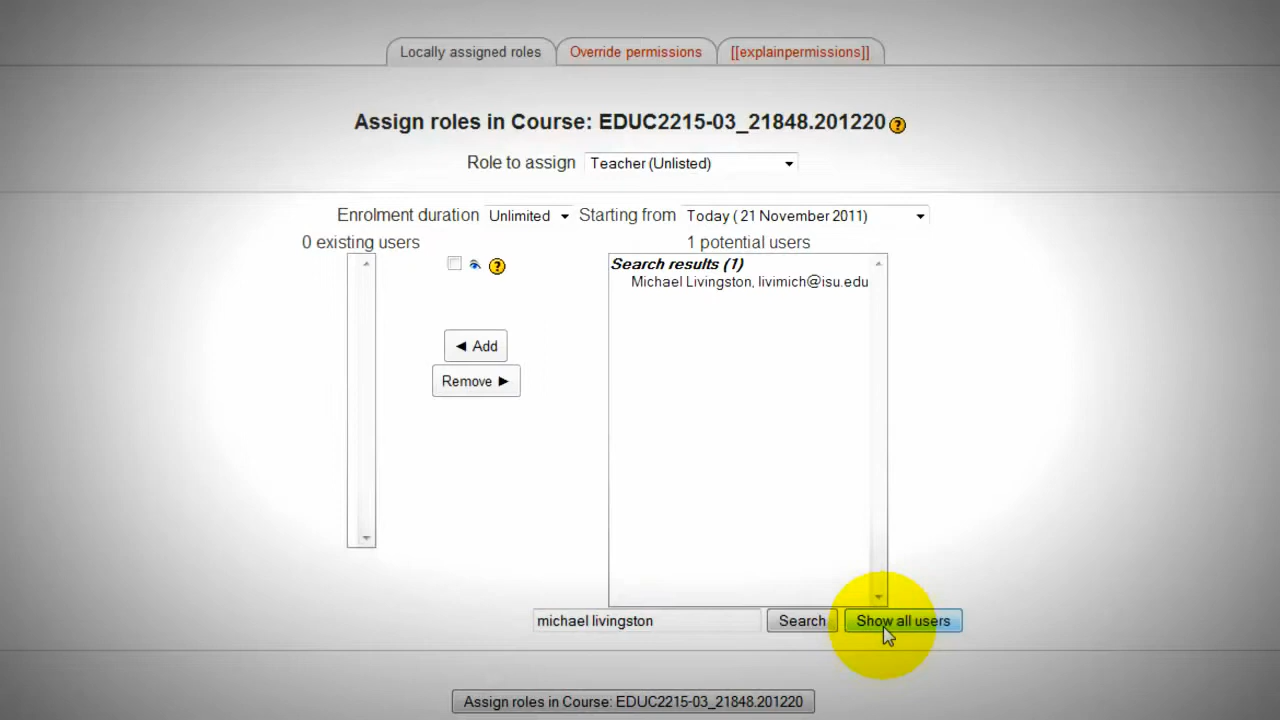 Locally assigned roles Override permissions [[explainpermissions]]
Assign roles in Course: EDUC2215-03_21848.201220
Role to assign Teacher (Unlisted)
Enrolment duration Unlimited Starting from Today ( 21 November 2011)
0 existing users 1 potential users
Search results (1)
Michael Livingston, livimich@isu.edu
◄ Add
Remove ►
michael livingston Search Show all users
Assign roles in Course: EDUC2215-03_21848.201220